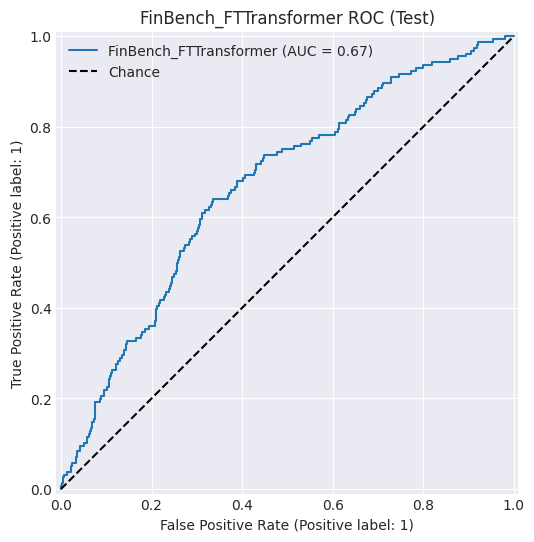 FinBench_FTTransformer ROC (Test)
FinBench_FTTransformer (AUC = 0.67)
Chance
True Positive Rate (Positive label: 1)
1.0
0.8
0.6
0.4
0.2
0.0
0.0 0.2 0.4 0.6 0.8 1.0
False Positive Rate (Positive label: 1)